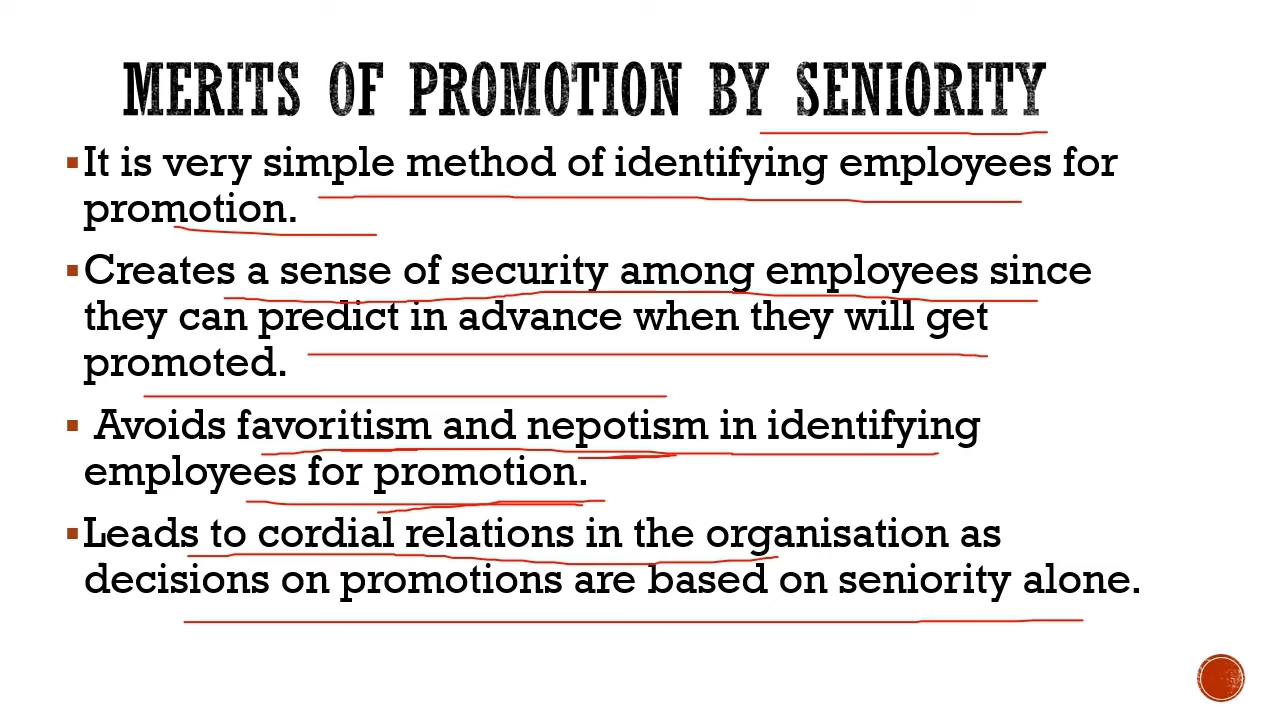 MERITS OF PROMOTION BY SENIORITY
▪It is very simple method of identifying employees for
promotion.
▪Creates a sense of security among employees since
they can predict in advance when they will get
promoted.
▪ Avoids favoritism and nepotism in identifying
employees for promotion.
▪Leads to cordial relations in the organisation as
decisions on promotions are based on seniority alone.